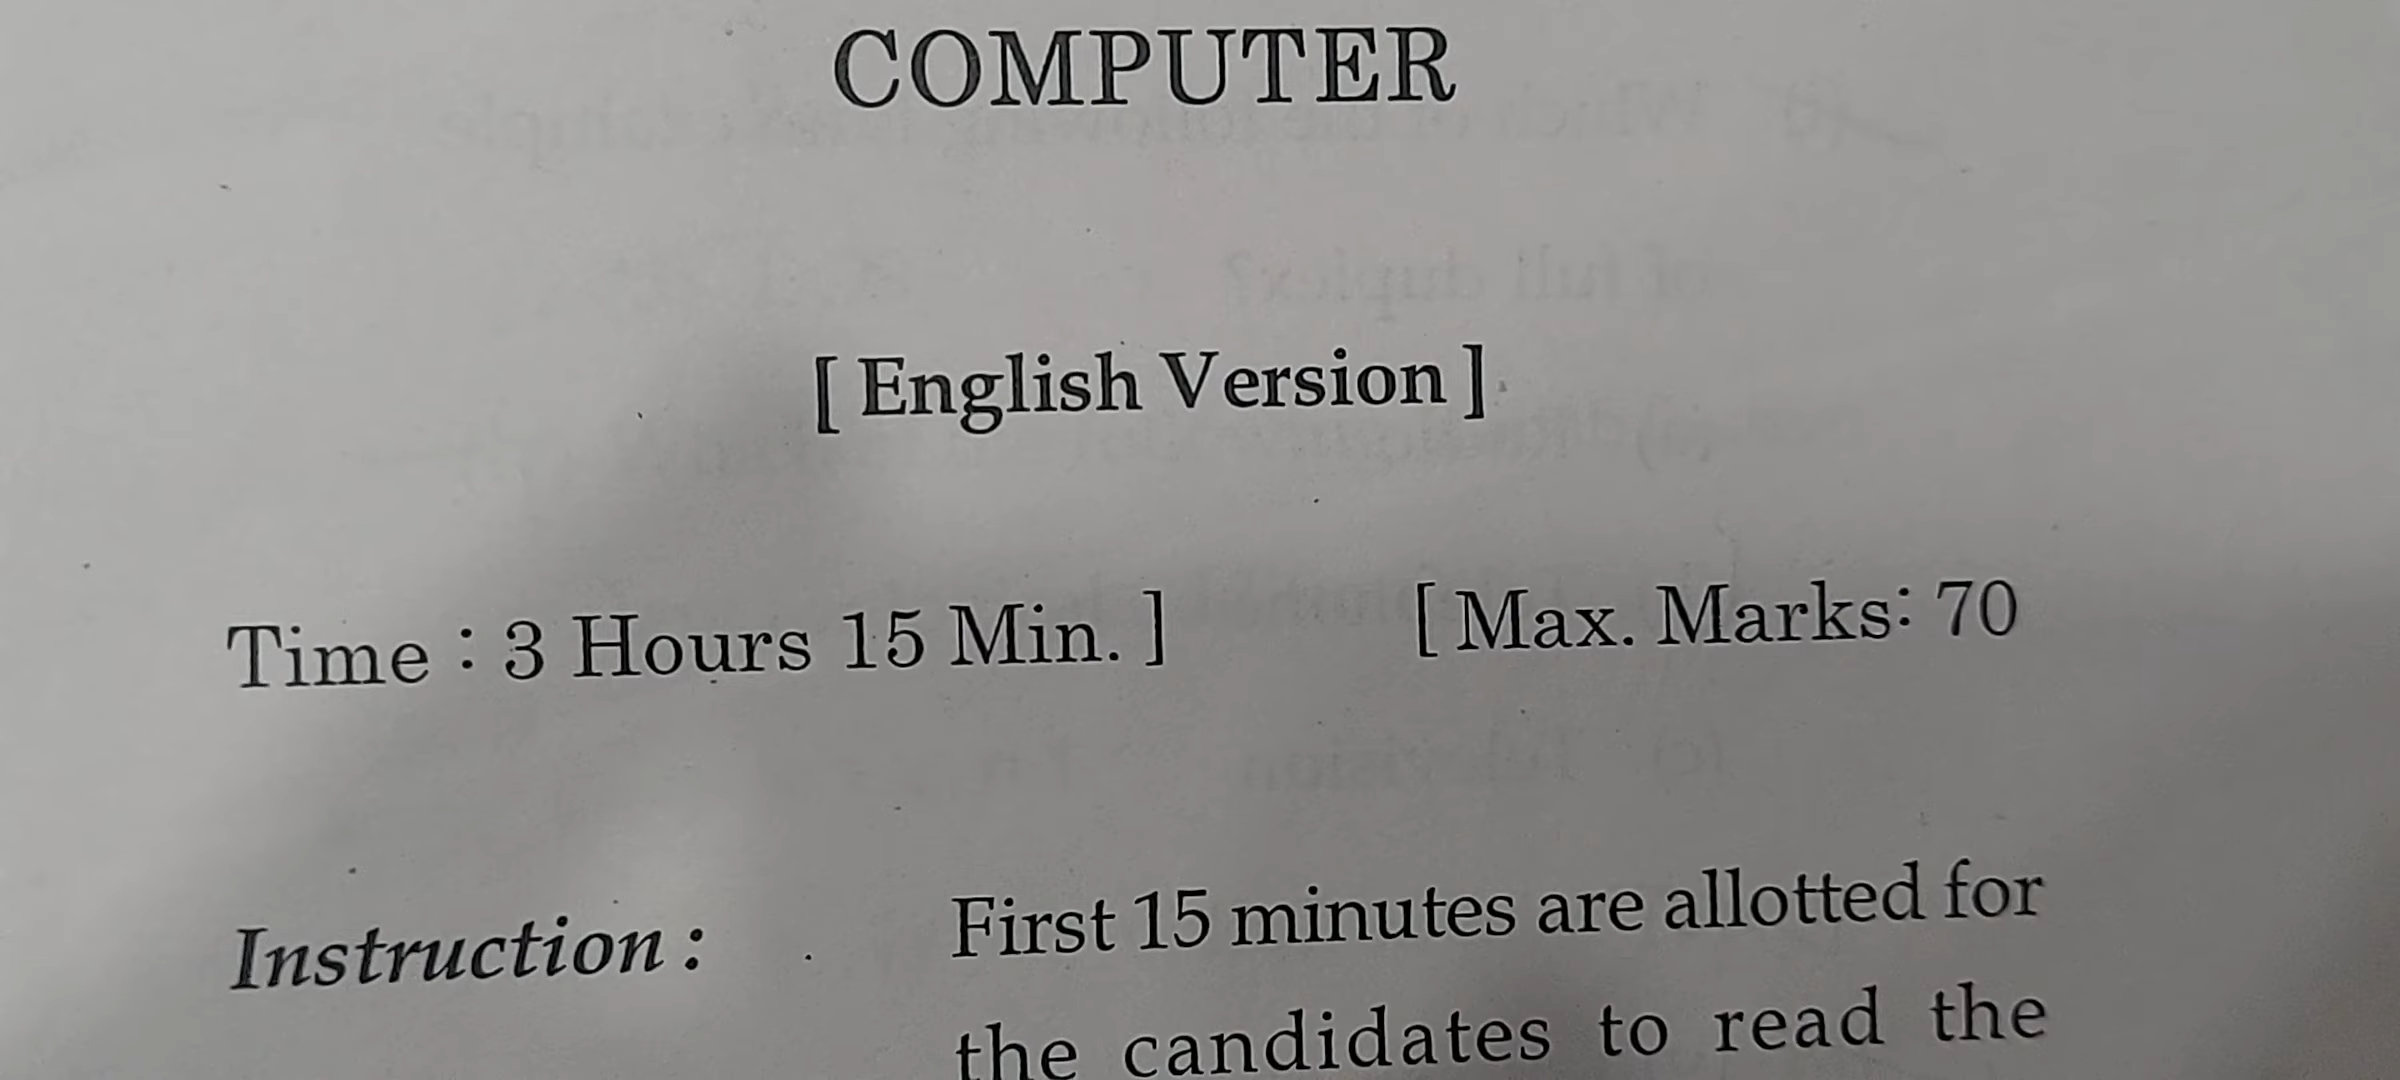 COMPUTER
[ English Version ]
Time : 3 Hours 15 Min. ] [ Max. Marks: 70
Instruction : First 15 minutes are allotted for
the candidates to read the